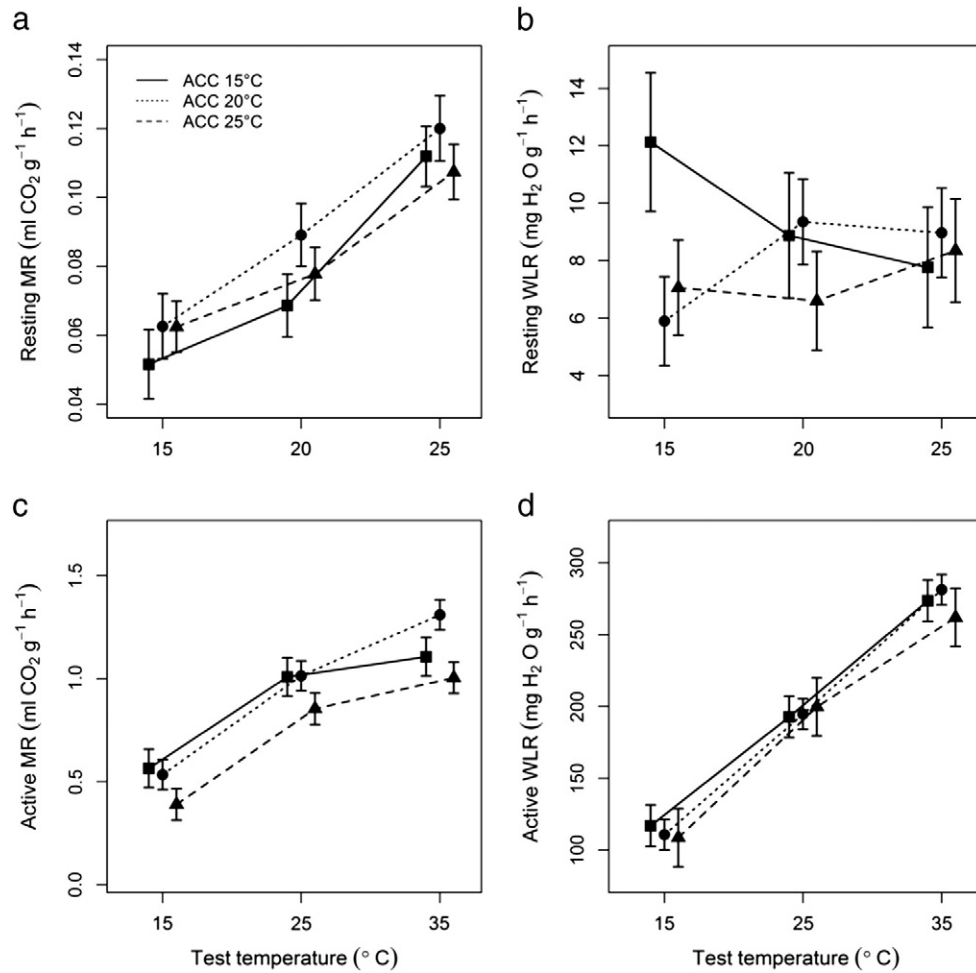 a
Resting MR (ml CO₂ g⁻¹ h⁻¹)
0.14
0.12
0.10
0.08
0.06
0.04
ACC 15°C
ACC 20°C
ACC 25°C
15 20 25
b
Resting WLR (mg H₂ O g⁻¹ h⁻¹)
14
12
10
8
6
4
15 20 25
c
Active MR (ml CO₂ g⁻¹ h⁻¹)
1.5
1.0
0.5
0.0
15 25 35
Test temperature (° C)
d
Active WLR (mg H₂ O g⁻¹ h⁻¹)
300
250
200
150
100
15 25 35
Test temperature (° C)